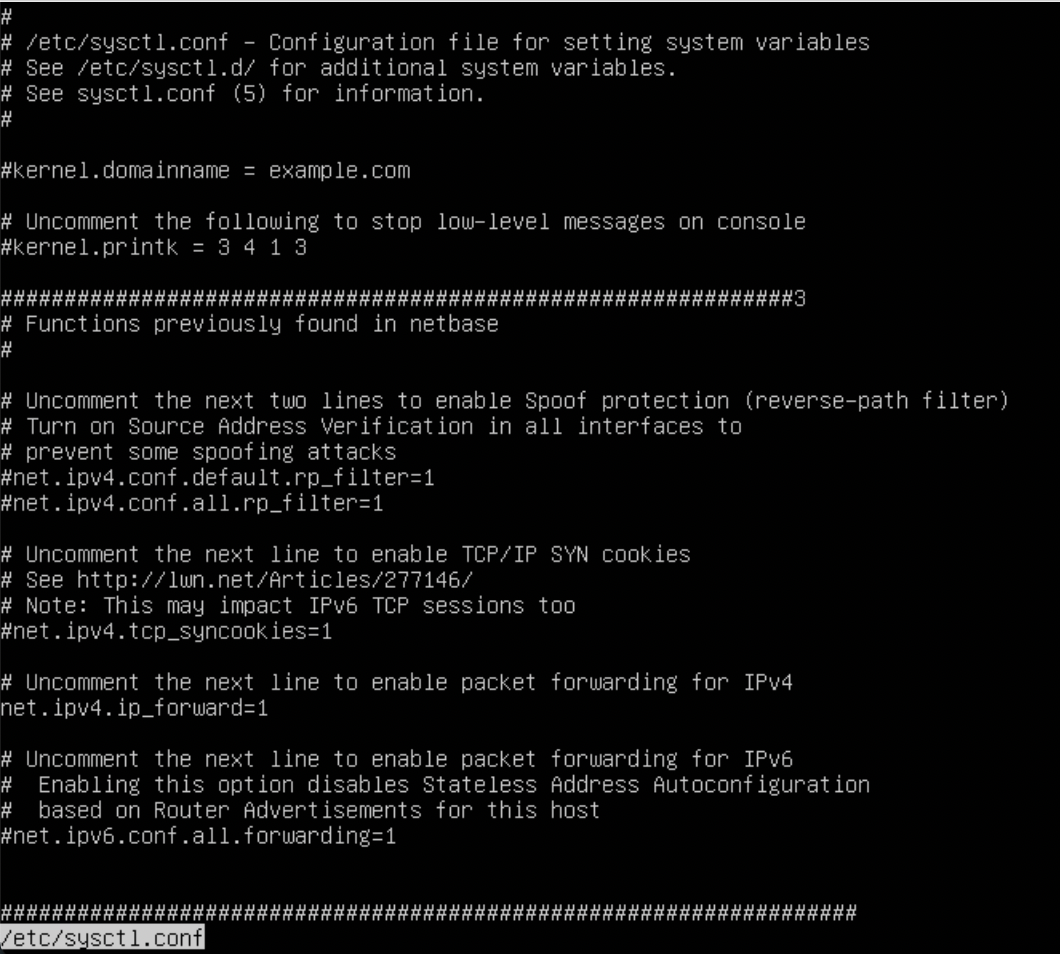 #
# /etc/sysctl.conf - Configuration file for setting system variables
# See /etc/sysctl.d/ for additional system variables.
# See sysctl.conf (5) for information.
#
#kernel.domainname = example.com
# Uncomment the following to stop low-level messages on console
#kernel.printk = 3 4 1 3
##############################################################3
# Functions previously found in netbase
#
# Uncomment the next two lines to enable Spoof protection (reverse-path filter)
# Turn on Source Address Verification in all interfaces to
# prevent some spoofing attacks
#net.ipv4.conf.default.rp_filter=1
#net.ipv4.conf.all.rp_filter=1
# Uncomment the next line to enable TCP/IP SYN cookies
# See http://lwn.net/Articles/277146/
# Note: This may impact IPv6 TCP sessions too
#net.ipv4.tcp_syncookies=1
# Uncomment the next line to enable packet forwarding for IPv4
net.ipv4.ip_forward=1
# Uncomment the next line to enable packet forwarding for IPv6
#  Enabling this option disables Stateless Address Autoconfiguration
#  based on Router Advertisements for this host
#net.ipv6.conf.all.forwarding=1
###################################################################
/etc/sysctl.conf